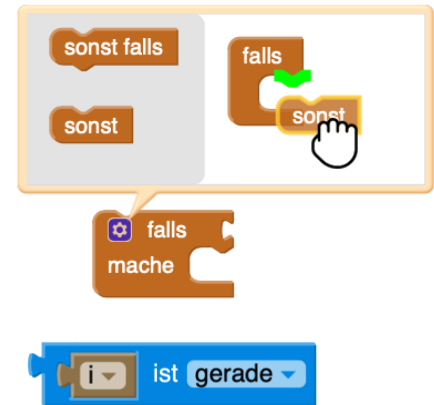 sonst falls
falls
sonst
sonst
falls
mache
i ist gerade